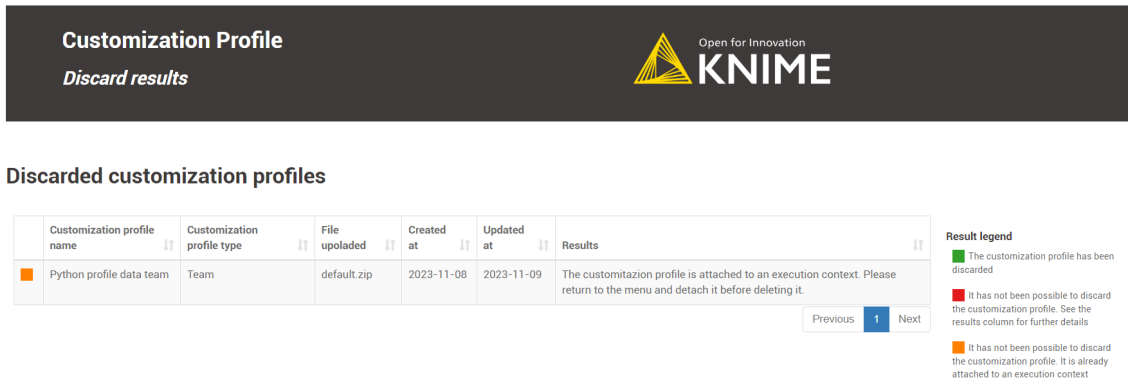 Customization Profile
Discard results
Open for Innovation
KNIME
Discarded customization profiles
Customization profile name
Customization profile type
File upoladed
Created at
Updated at
Results
Python profile data team
Team
default.zip
2023-11-08
2023-11-09
The customitazion profile is attached to an execution context. Please
return to the menu and detach it before deleting it.
Previous 1 Next
Result legend
The customization profile has been
discarded
It has not been possible to discard
the customization profile. See the
results column for further details
It has not been possible to discard
the customization profile. It is already
attached to an execution context